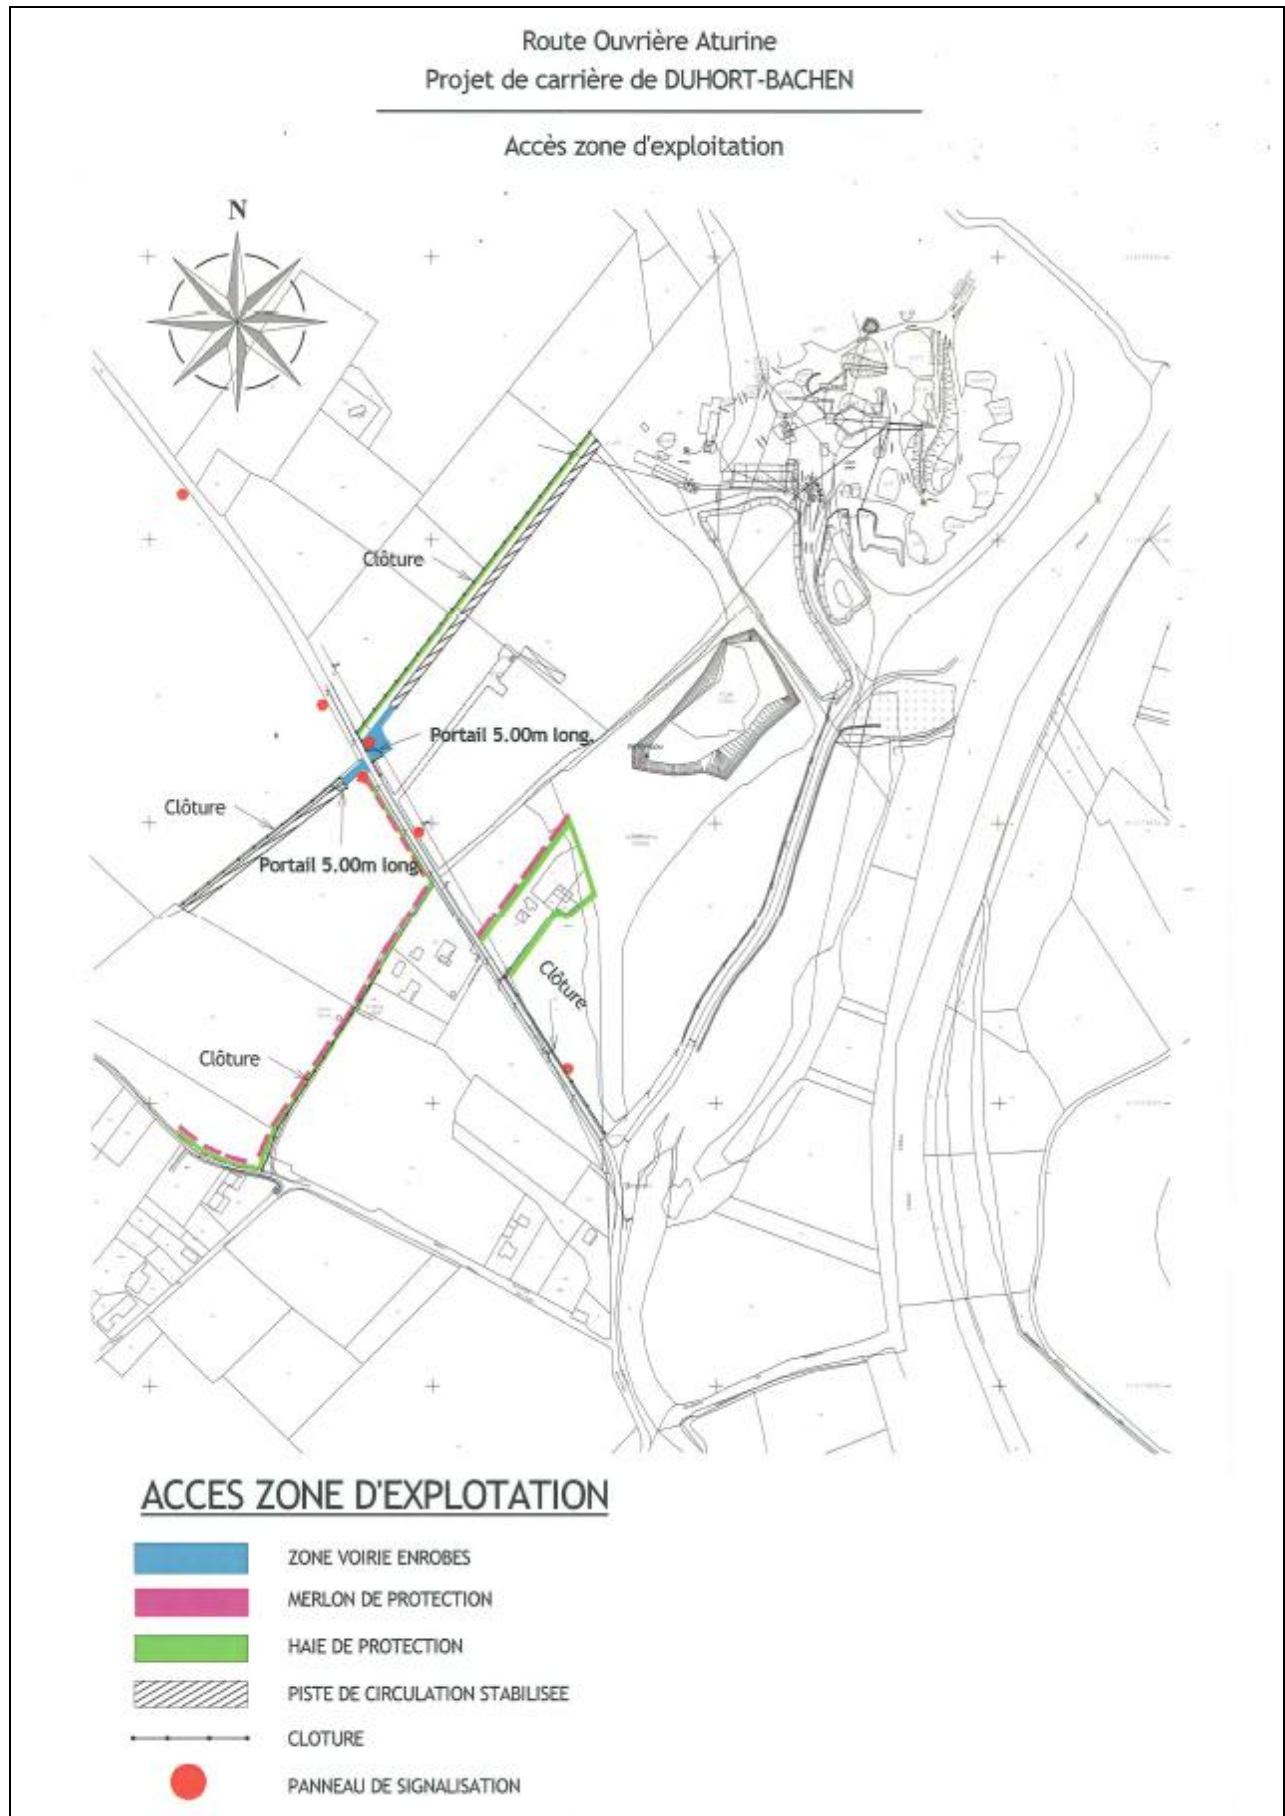 Route Ouvrière Aturine
Projet de carrière de DUHORT-BACHEN
Accès zone d'exploitation
N
Clôture
Portail 5.00m long.
Clôture
Portail 5.00m long
Clôture
Clôture
ACCES ZONE D'EXPLOTATION
ZONE VOIRIE ENROBES
MERLON DE PROTECTION
HAIE DE PROTECTION
PISTE DE CIRCULATION STABILISEE
CLOTURE
PANNEAU DE SIGNALISATION